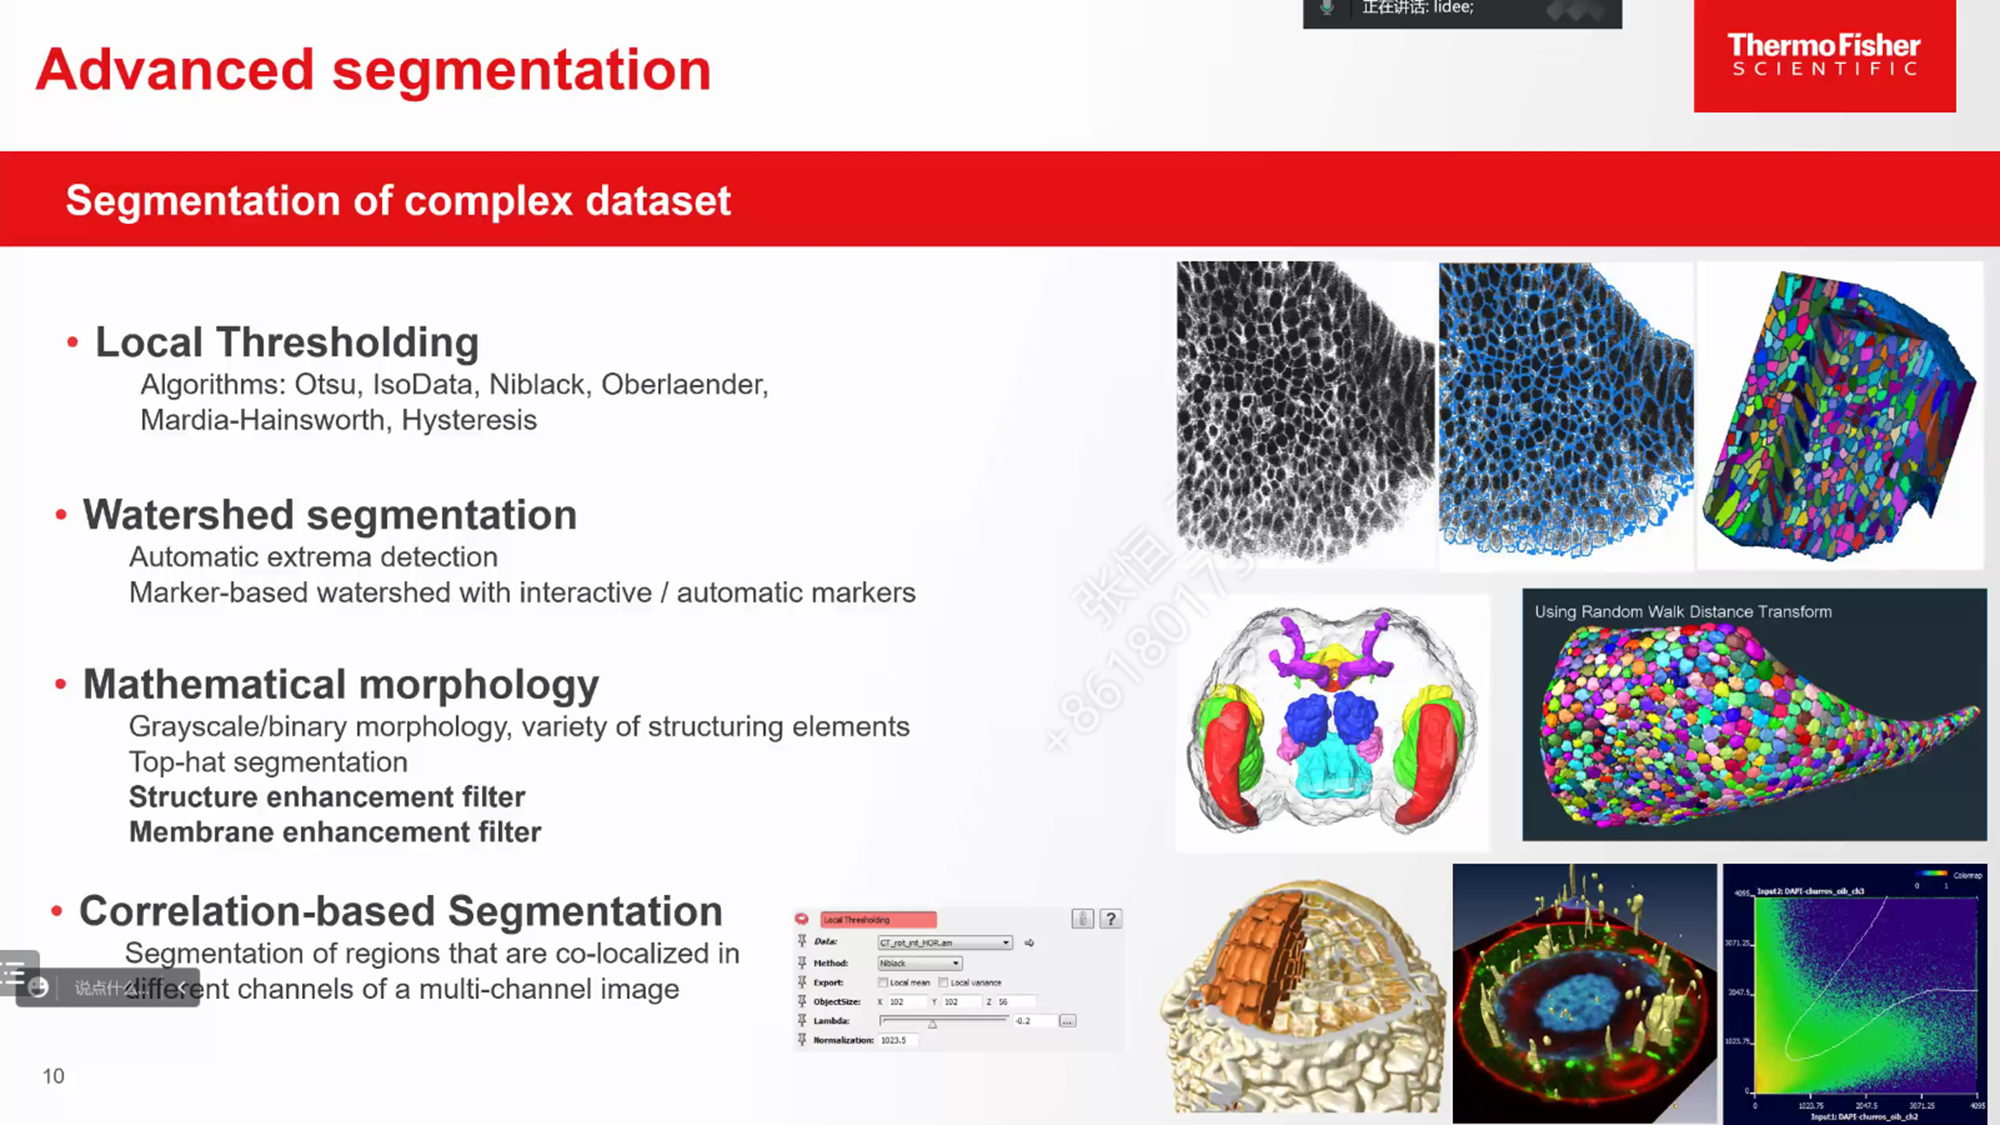 正在讲话: lidee;
Advanced segmentation
ThermoFisher
SCIENTIFIC
Segmentation of complex dataset
• Local Thresholding
Algorithms: Otsu, IsoData, Niblack, Oberlaender,
Mardia-Hainsworth, Hysteresis
• Watershed segmentation
Automatic extrema detection
Marker-based watershed with interactive / automatic markers
• Mathematical morphology
Grayscale/binary morphology, variety of structuring elements
Top-hat segmentation
Structure enhancement filter
Membrane enhancement filter
• Correlation-based Segmentation
Segmentation of regions that are co-localized in
different channels of a multi-channel image
说点什么...
10
Local Thresholding
?
Data: CT_rot_int_NOR.am
Method: Niblack
Export: Local mean Local variance
ObjectSize: X 102 Y 102 Z 56
Lambda: -0.2 ...
Normalization: 1023.5
张恒
+86180175
Using Random Walk Distance Transform
Colormap
0 1
4095 Input2: DAPI-churros_oib_ch3
3071.25
2047.5
1023.75
0
0 1023.75 2047.5 3071.25 4095
Input1: DAPI-churros_oib_ch2